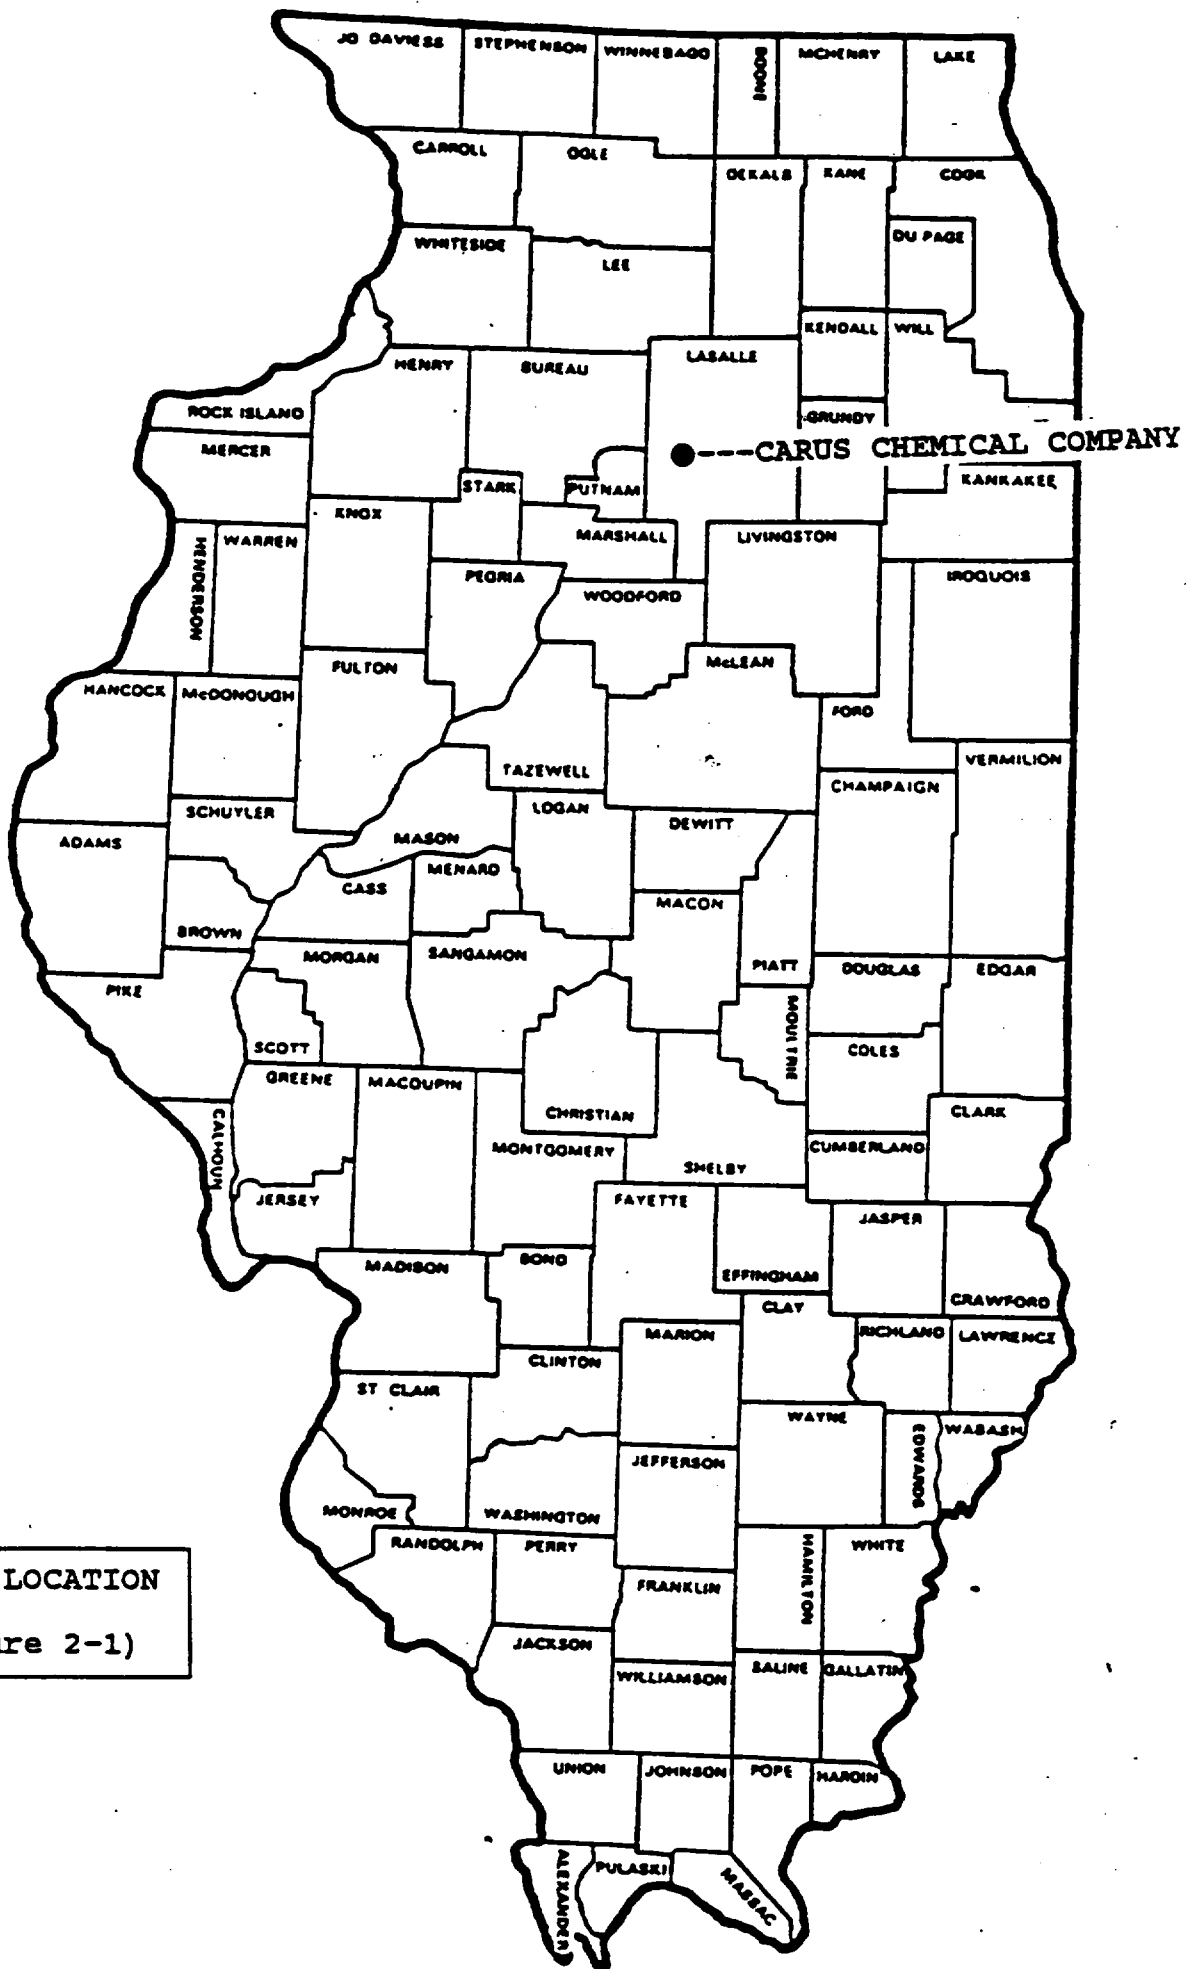 JO DAVIESS STEPHENSON WINNEBAGO BOONE MCHENRY LAKE
CARROLL OGLE DEKALB KANE COOK
WHITESIDE LEE DU PAGE
KENDALL WILL
HENRY BUREAU LASALLE
ROCK ISLAND GRUNDY
MERCER CARUS CHEMICAL COMPANY
STARK PUTNAM KANKAKEE
KNOX
HENDERSON WARREN MARSHALL LIVINGSTON
PEORIA WOODFORD IROQUOIS
FULTON McLEAN
HANCOCK McDONOUGH FORD
TAZEWELL VERMILION
SCHUYLER LOGAN CHAMPAIGN
ADAMS MASON DEWITT
CASS MENARD
BROWN MACON
MORGAN SANGAMON
PIKE PIATT DOUGLAS EDGAR
SCOTT MOULTRIE COLES
GREENE MACOUPIN
CALHOUN CHRISTIAN CLARK
MONTGOMERY CUMBERLAND
JERSEY SHELBY
FAYETTE
JASPER
MADISON BOND EFFINGHAM
CLAY CRAWFORD
MARION RICHLAND LAWRENCE
CLINTON
ST CLAIR
WAYNE EDWARDS WABASH
JEFFERSON
MONROE WASHINGTON
RANDOLPH PERRY HAMILTON WHITE
LOCATION
FRANKLIN
re 2-1)
JACKSON
WILLIAMSON SALINE GALLATIN
UNION JOHNSON POPE HARDIN
ALEXANDER PULASKI MASSAC